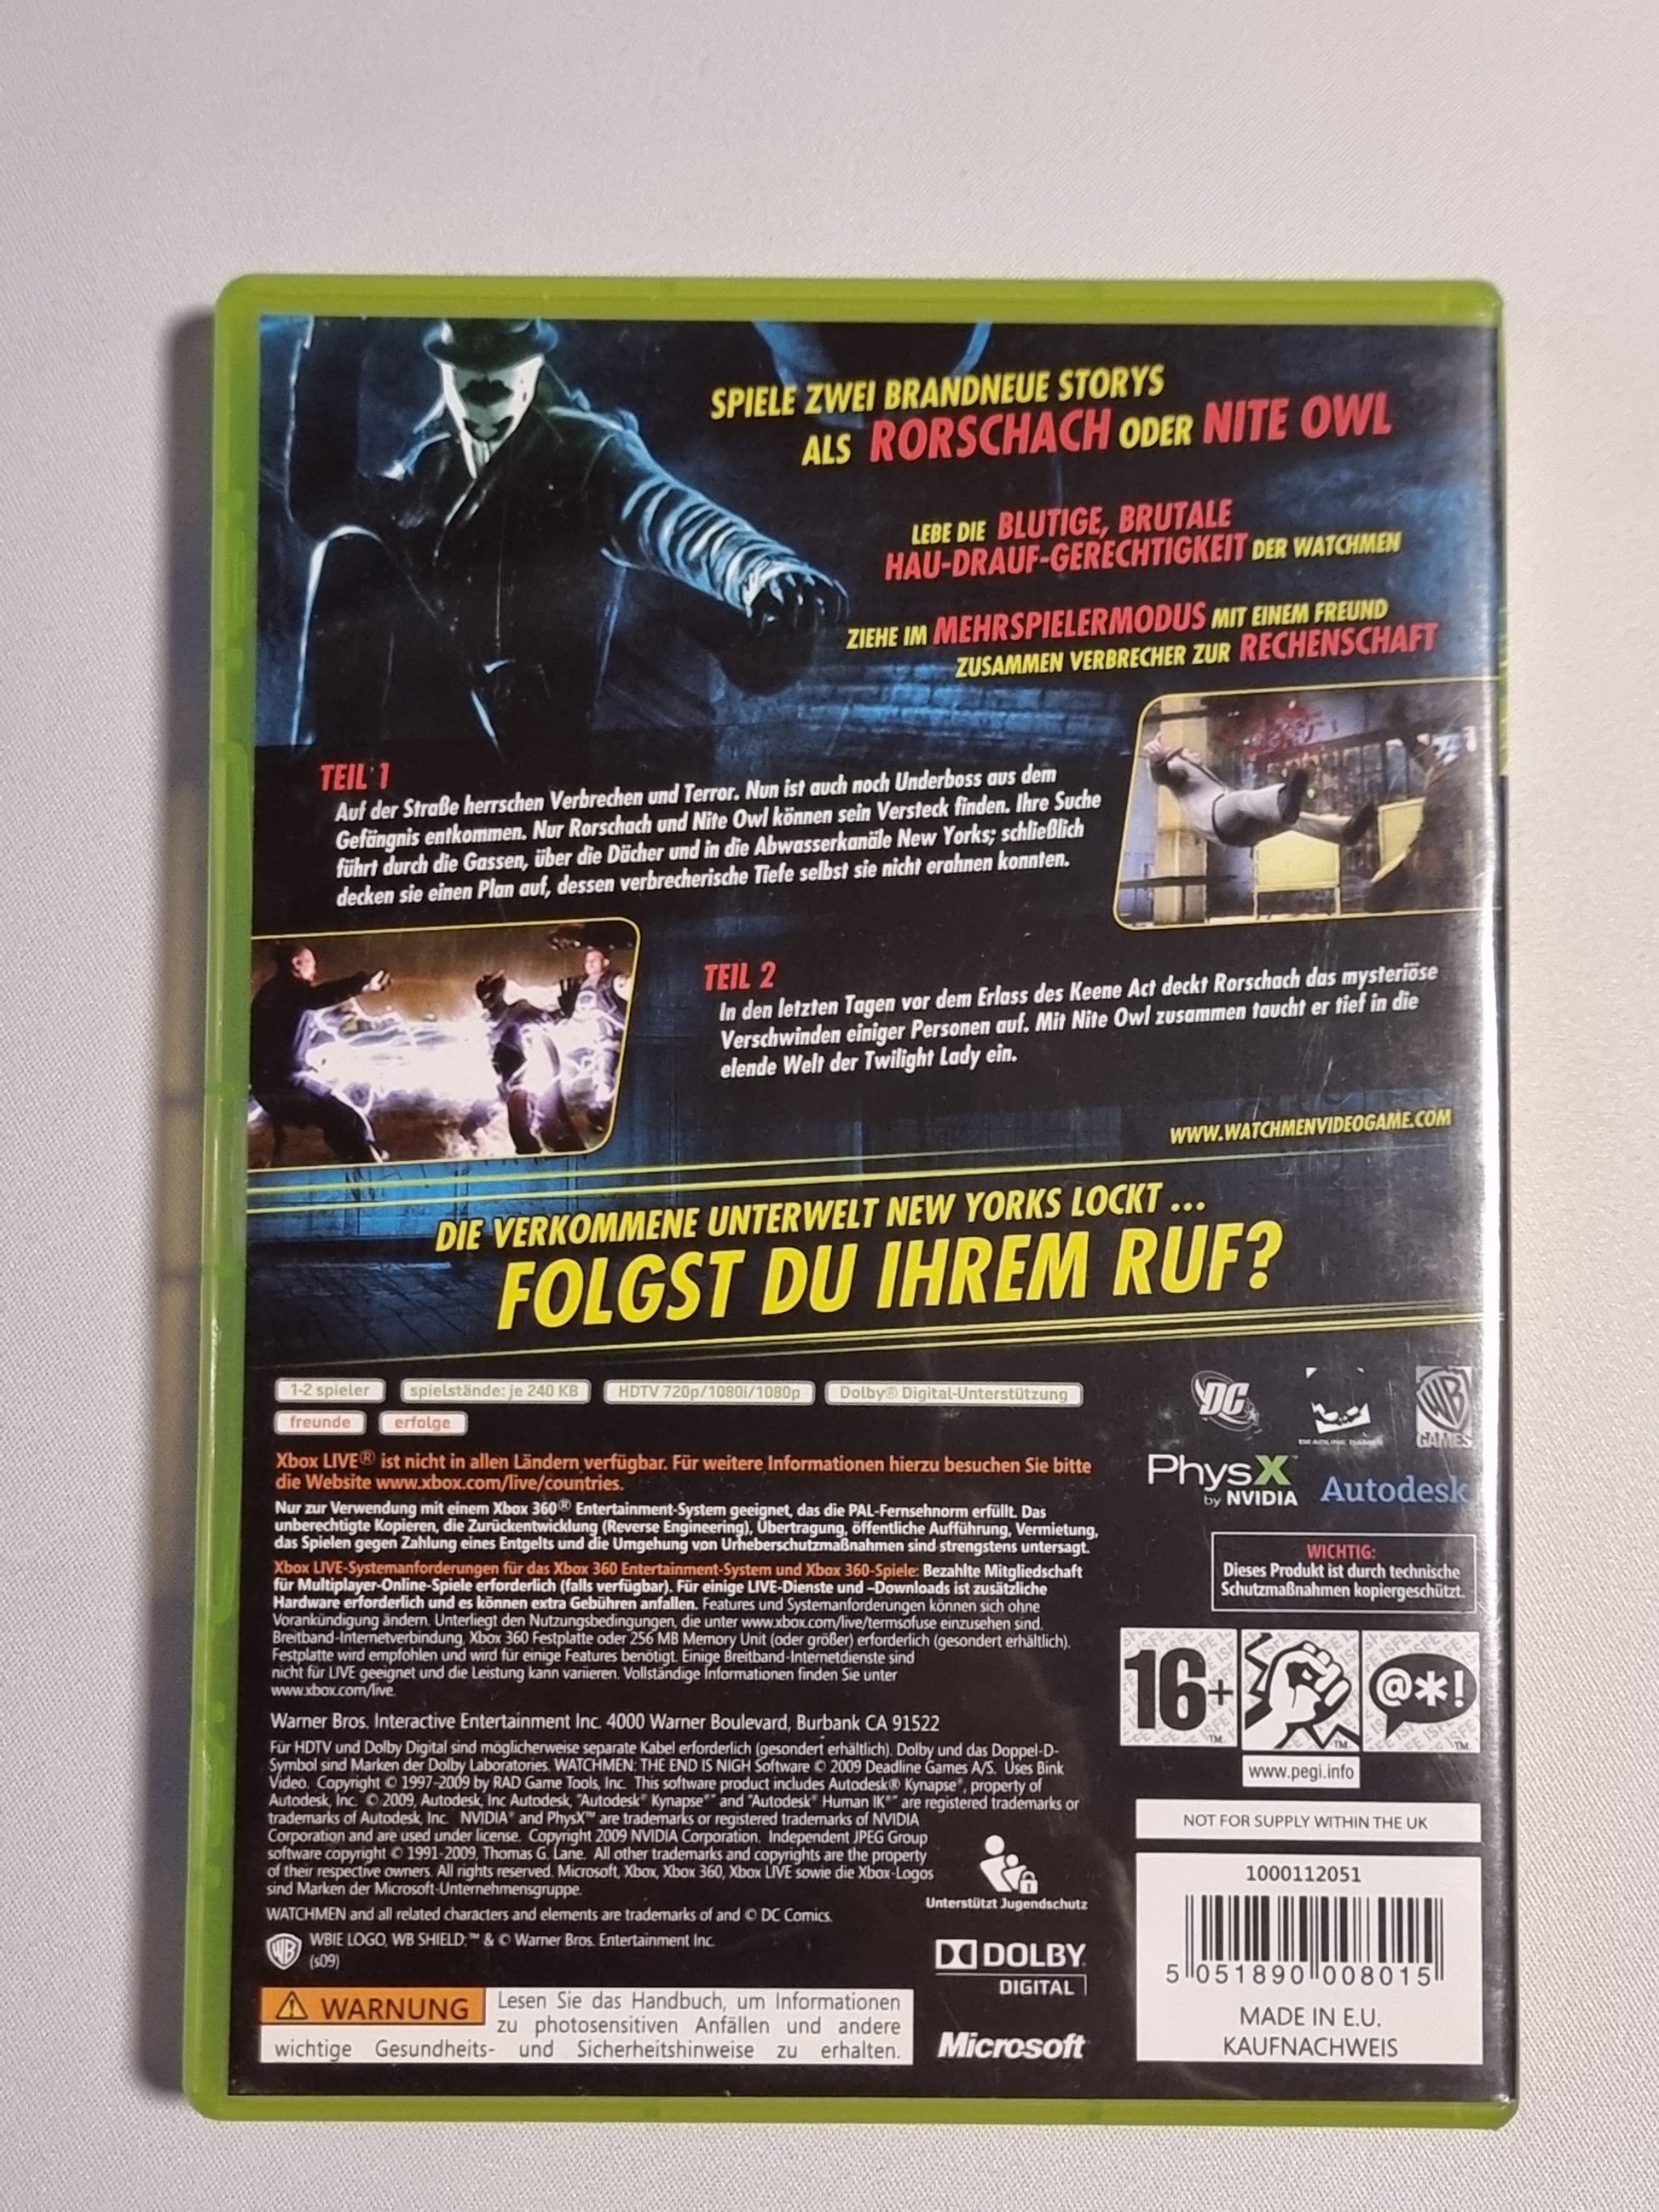 SPIELE ZWEI BRANDNEUE STORYS
ALS RORSCHACH ODER NITE OWL
LEBE DIE BLUTIGE, BRUTALE
HAU-DRAUF-GERECHTIGKEIT DER WATCHMEN
ZIEHE IM MEHRSPIELERMODUS MIT EINEM FREUND
ZUSAMMEN VERBRECHER ZUR RECHENSCHAFT
TEIL 1
Auf der Straße herrschen Verbrechen und Terror. Nun ist auch noch Underboss aus dem
Gefängnis entkommen. Nur Rorschach und Nite Owl können sein Versteck finden. Ihre Suche
führt durch die Gassen, über die Dächer und in die Abwasserkanäle New Yorks; schließlich
decken sie einen Plan auf, dessen verbrecherische Tiefe selbst sie nicht erahnen konnten.
TEIL 2
In den letzten Tagen vor dem Erlass des Keene Act deckt Rorschach das mysteriöse
Verschwinden einiger Personen auf. Mit Nite Owl zusammen taucht er tief in die
elende Welt der Twilight Lady ein.
WWW.WATCHMENVIDEOGAME.COM
DIE VERKOMMENE UNTERWELT NEW YORKS LOCKT ...
FOLGST DU IHREM RUF?
1-2 spieler
spielstände: je 240 KB
HDTV 720p/1080i/1080p
Dolby® Digital-Unterstützung
freunde
erfolge
DC
DEADLINE GAMES
WB
GAMES
Xbox LIVE® ist nicht in allen Ländern verfügbar. Für weitere Informationen hierzu besuchen Sie bitte
die Website www.xbox.com/live/countries.
PhysX™
by NVIDIA
Autodesk
Nur zur Verwendung mit einem Xbox 360® Entertainment-System geeignet, das die PAL-Fernsehnorm erfüllt. Das
unberechtigte Kopieren, die Zurückentwicklung (Reverse Engineering), Übertragung, öffentliche Aufführung, Vermietung,
das Spielen gegen Zahlung eines Entgelts und die Umgehung von Urheberschutzmaßnahmen sind strengstens untersagt.
WICHTIG:
Dieses Produkt ist durch technische
Schutzmaßnahmen kopiergeschützt.
Xbox LIVE-Systemanforderungen für das Xbox 360 Entertainment-System und Xbox 360-Spiele: Bezahlte Mitgliedschaft
für Multiplayer-Online-Spiele erforderlich (falls verfügbar). Für einige LIVE-Dienste und –Downloads ist zusätzliche
Hardware erforderlich und es können extra Gebühren anfallen. Features und Systemanforderungen können sich ohne
Vorankündigung ändern. Unterliegt den Nutzungsbedingungen, die unter www.xbox.com/live/termsofuse einzusehen sind.
Breitband-Internetverbindung, Xbox 360 Festplatte oder 256 MB Memory Unit (oder größer) erforderlich (gesondert erhältlich).
Festplatte wird empfohlen und wird für einige Features benötigt. Einige Breitband-Internetdienste sind
nicht für LIVE geeignet und die Leistung kann variieren. Vollständige Informationen finden Sie unter
www.xbox.com/live.
16+
™
™
@*!
™
www.pegi.info
Warner Bros. Interactive Entertainment Inc. 4000 Warner Boulevard, Burbank CA 91522
Für HDTV und Dolby Digital sind möglicherweise separate Kabel erforderlich (gesondert erhältlich). Dolby und das Doppel-D-
Symbol sind Marken der Dolby Laboratories. WATCHMEN: THE END IS NIGH Software © 2009 Deadline Games A/S. Uses Bink
Video. Copyright © 1997-2009 by RAD Game Tools, Inc. This software product includes Autodesk® Kynapse®, property of
Autodesk, Inc. © 2009, Autodesk, Inc Autodesk, "Autodesk® Kynapse®" and "Autodesk® Human IK®" are registered trademarks or
trademarks of Autodesk, Inc. NVIDIA® and PhysX™ are trademarks or registered trademarks of NVIDIA
Corporation and are used under license. Copyright 2009 NVIDIA Corporation. Independent JPEG Group
software copyright © 1991-2009, Thomas G. Lane. All other trademarks and copyrights are the property
of their respective owners. All rights reserved. Microsoft, Xbox, Xbox 360, Xbox LIVE sowie die Xbox-Logos
sind Marken der Microsoft-Unternehmensgruppe.
WATCHMEN and all related characters and elements are trademarks of and © DC Comics.
WB
WBIE LOGO, WB SHIELD: ™ & © Warner Bros. Entertainment Inc.
(s09)
Unterstützt Jugendschutz
DOLBY
DIGITAL
Microsoft
NOT FOR SUPPLY WITHIN THE UK
1000112051
5 051890 008015
MADE IN E.U.
KAUFNACHWEIS
WARNUNG
Lesen Sie das Handbuch, um Informationen
zu photosensitiven Anfällen und andere
wichtige Gesundheits- und Sicherheitshinweise zu erhalten.